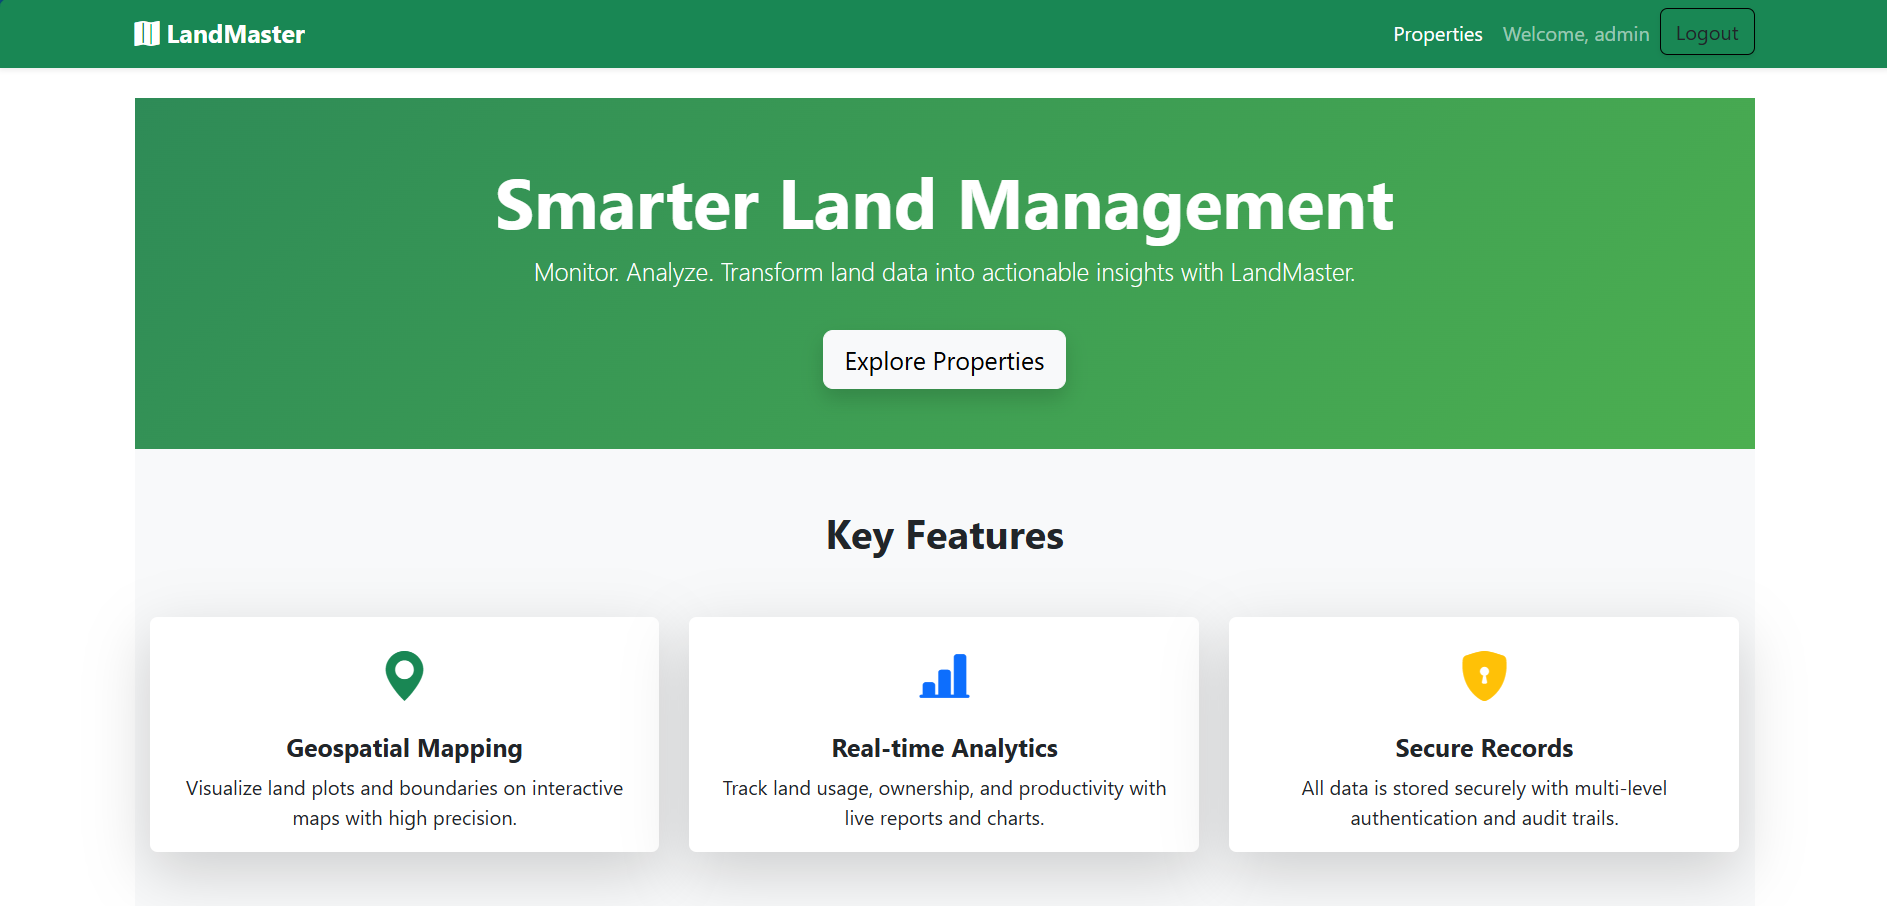 LandMaster
Properties
Welcome, admin
Logout
Smarter Land Management
Monitor. Analyze. Transform land data into actionable insights with LandMaster.
Explore Properties
Key Features
Geospatial Mapping
Visualize land plots and boundaries on interactive
maps with high precision.
Real-time Analytics
Track land usage, ownership, and productivity with
live reports and charts.
Secure Records
All data is stored securely with multi-level
authentication and audit trails.